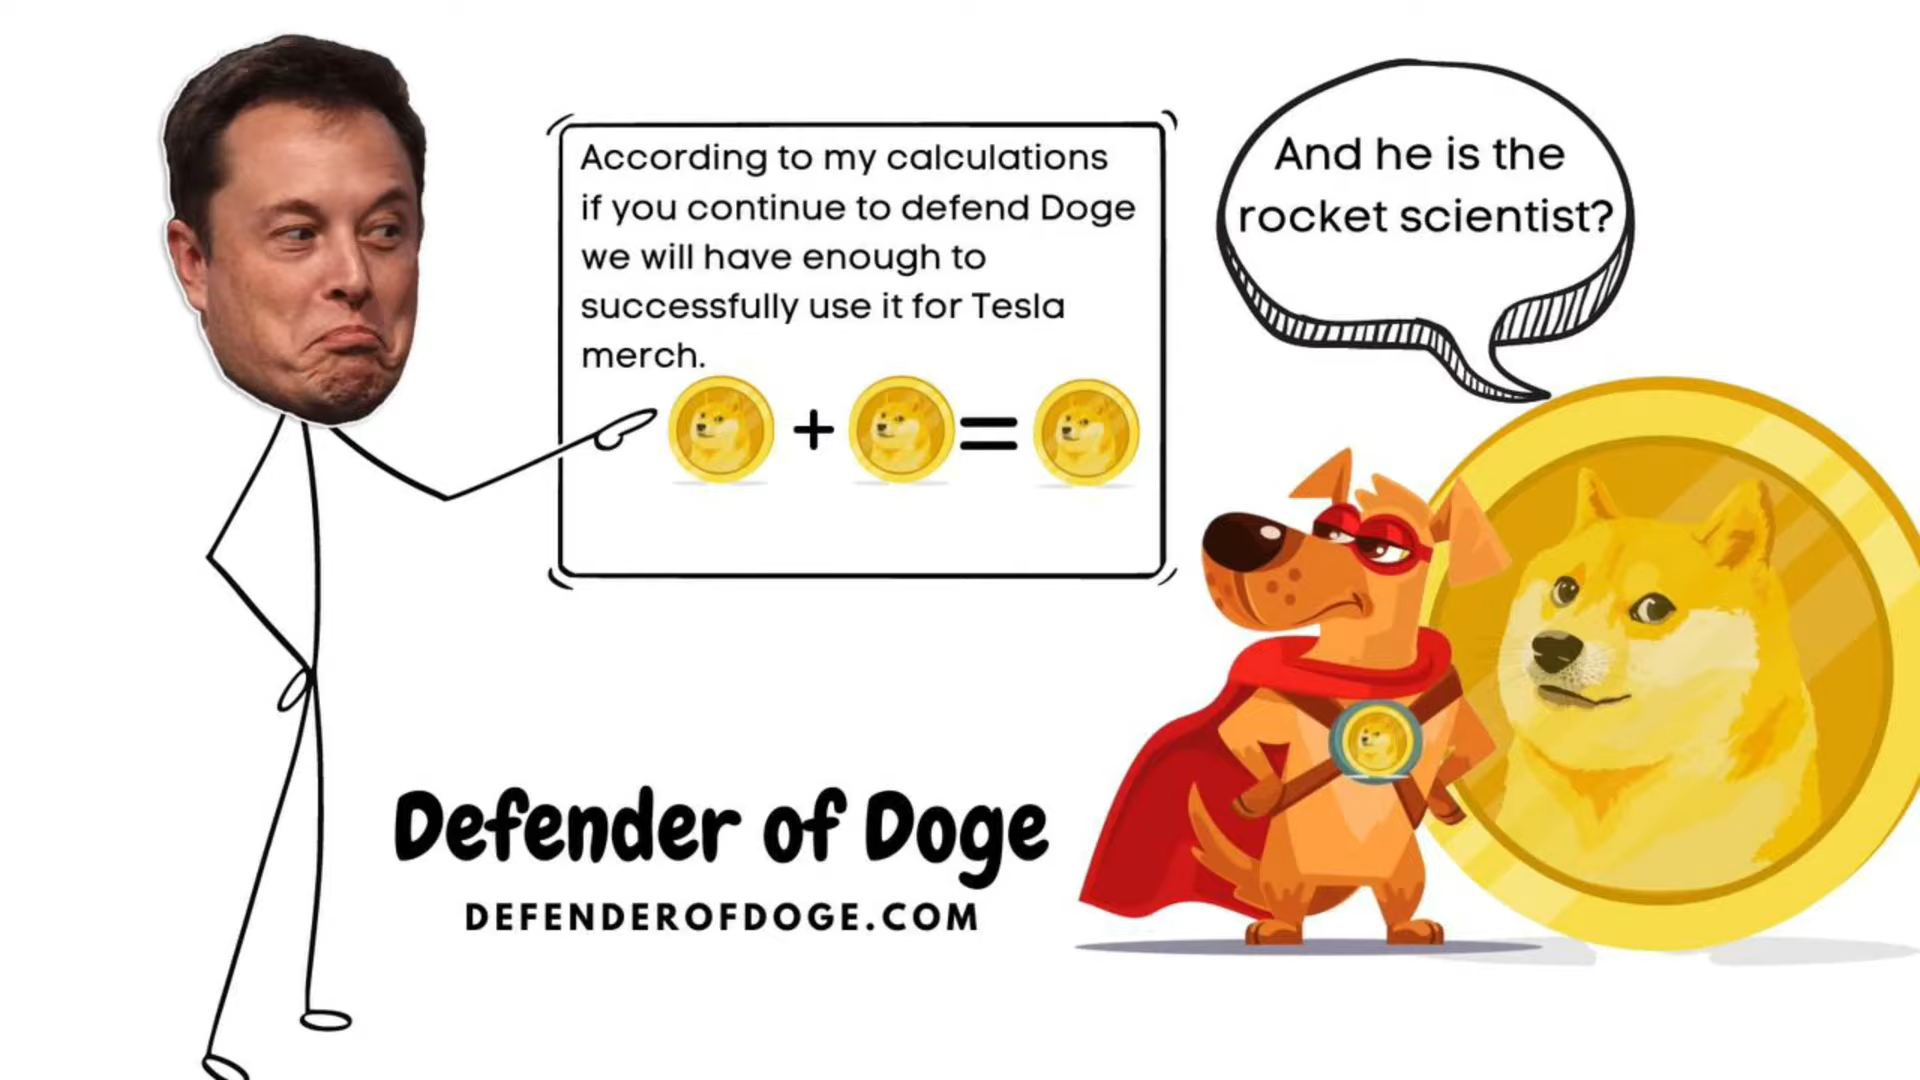 According to my calculations
if you continue to defend Doge
we will have enough to
successfully use it for Tesla
merch.
+ =
And he is the
rocket scientist?
Defender of Doge
DEFENDEROFDOGE.COM